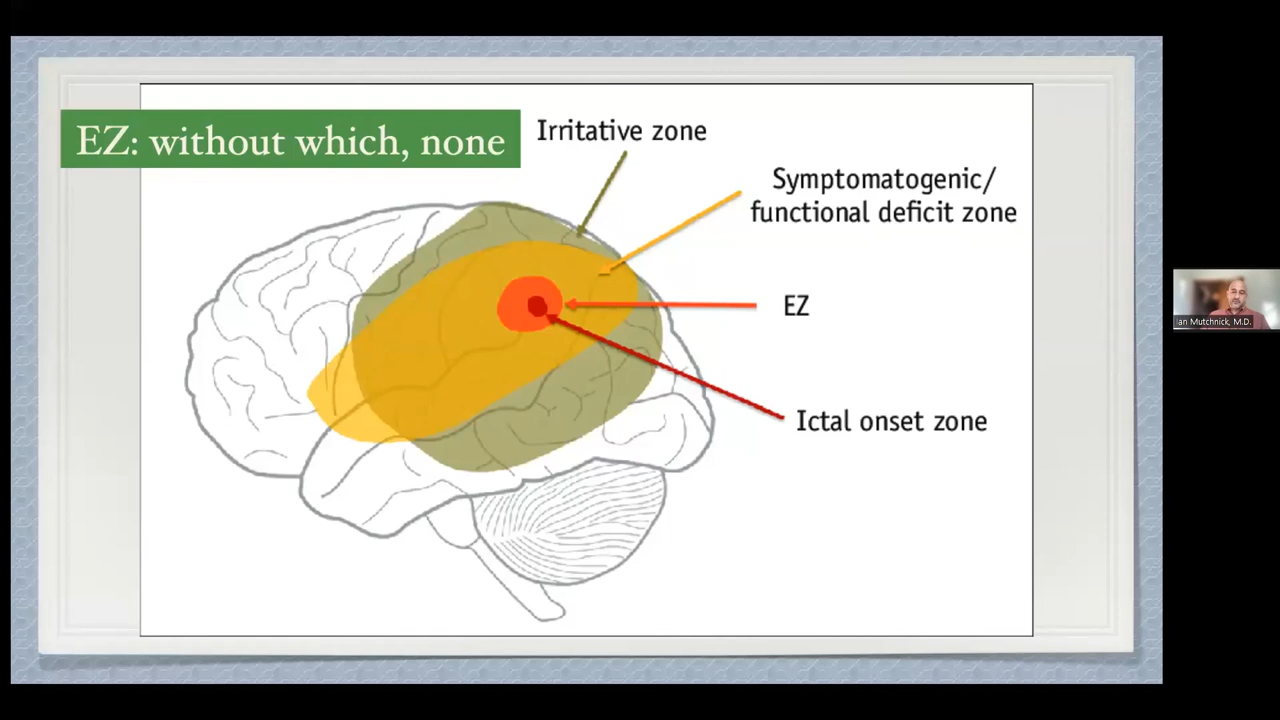 EZ: without which, none
Irritative zone
Symptomatogenic/
functional deficit zone
EZ
Ictal onset zone
Ian Mutchnick, M.D.